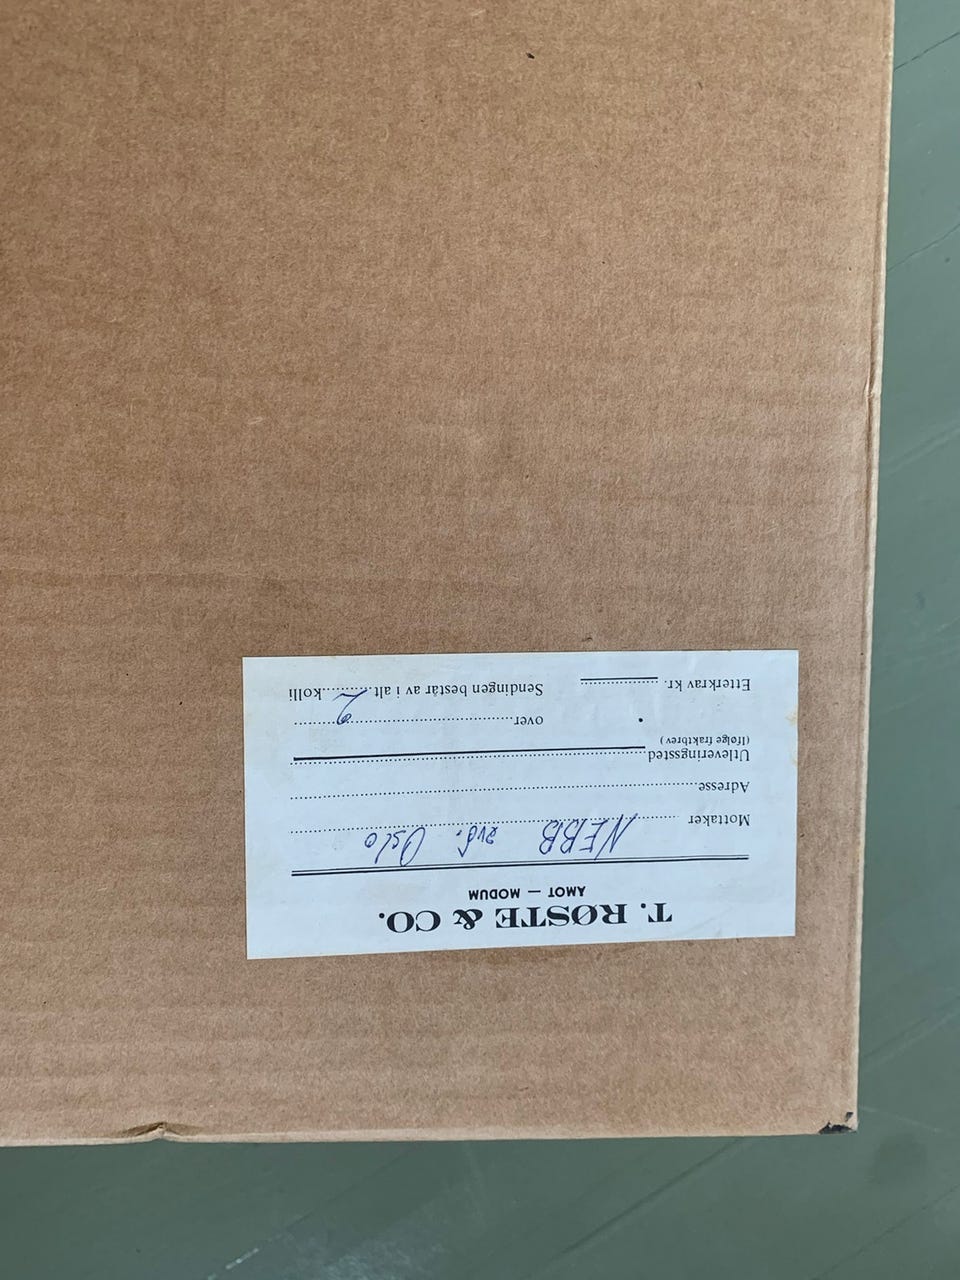 T. RØSTE & CO.
ÅMOT — MODUM
Mottaker NEBB avd. Oslo
Adresse
Utleveringssted
(Ifølge fraktbrev)
over
Etterkrav kr. Sendingen består av i alt 2 kolli